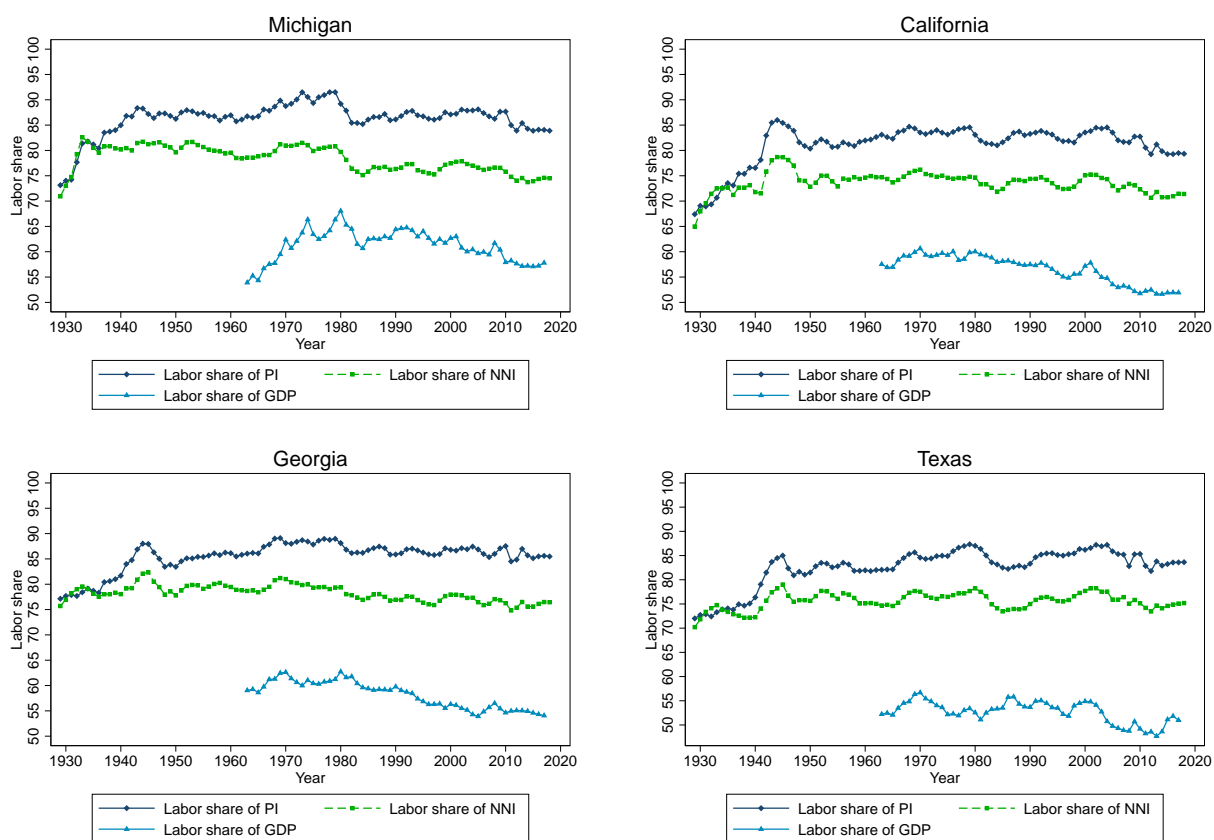 Michigan
Labor share
50 55 60 65 70 75 80 85 90 95 100
1930 1940 1950 1960 1970 1980 1990 2000 2010 2020
Year
Labor share of PI
Labor share of NNI
Labor share of GDP
California
Labor share
50 55 60 65 70 75 80 85 90 95 100
1930 1940 1950 1960 1970 1980 1990 2000 2010 2020
Year
Labor share of PI
Labor share of NNI
Labor share of GDP
Georgia
Labor share
50 55 60 65 70 75 80 85 90 95 100
1930 1940 1950 1960 1970 1980 1990 2000 2010 2020
Year
Labor share of PI
Labor share of NNI
Labor share of GDP
Texas
Labor share
50 55 60 65 70 75 80 85 90 95 100
1930 1940 1950 1960 1970 1980 1990 2000 2010 2020
Year
Labor share of PI
Labor share of NNI
Labor share of GDP